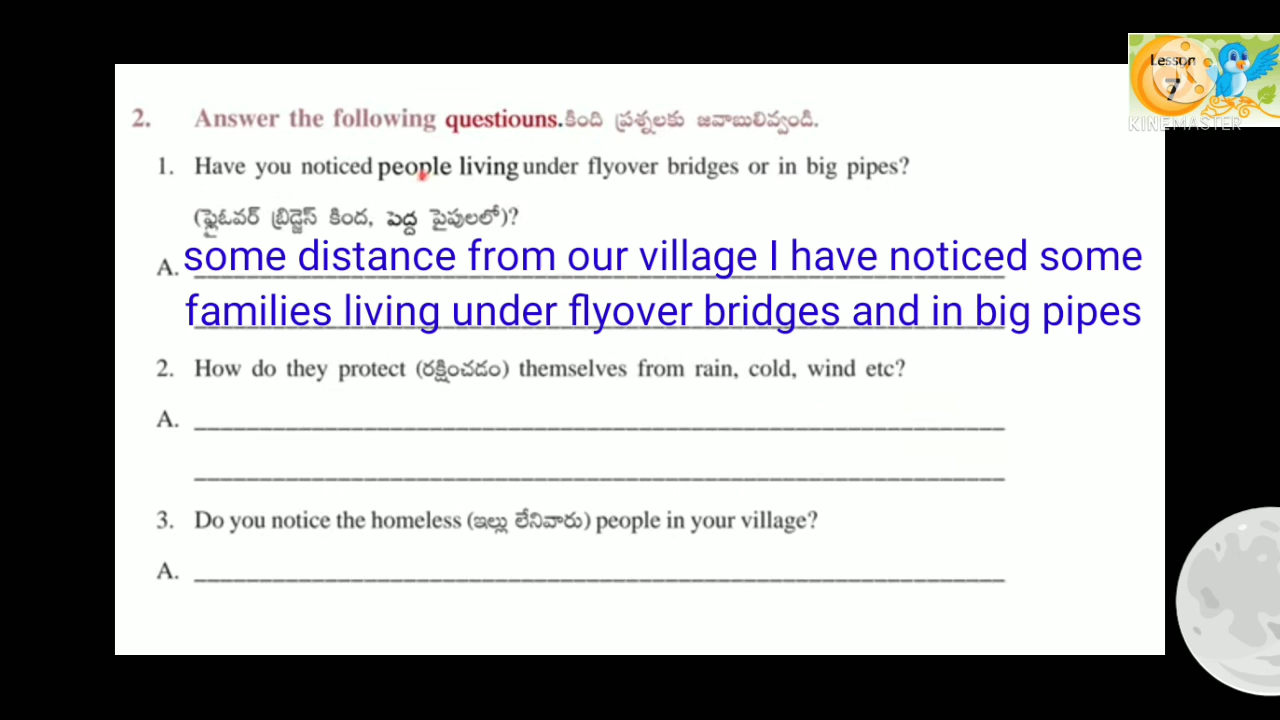 Lesson
7
KINEMASTER
2. Answer the following questiouns.కింది ప్రశ్నలకు జవాబులివ్వండి.
1. Have you noticed people living under flyover bridges or in big pipes?
(ఫ్లైఓవర్ బ్రిడ్జెస్ కింద, పెద్ద పైపులలో)?
A. some distance from our village I have noticed some
families living under flyover bridges and in big pipes
2. How do they protect (రక్షించడం) themselves from rain, cold, wind etc?
A.
3. Do you notice the homeless (ఇల్లు లేనివారు) people in your village?
A.